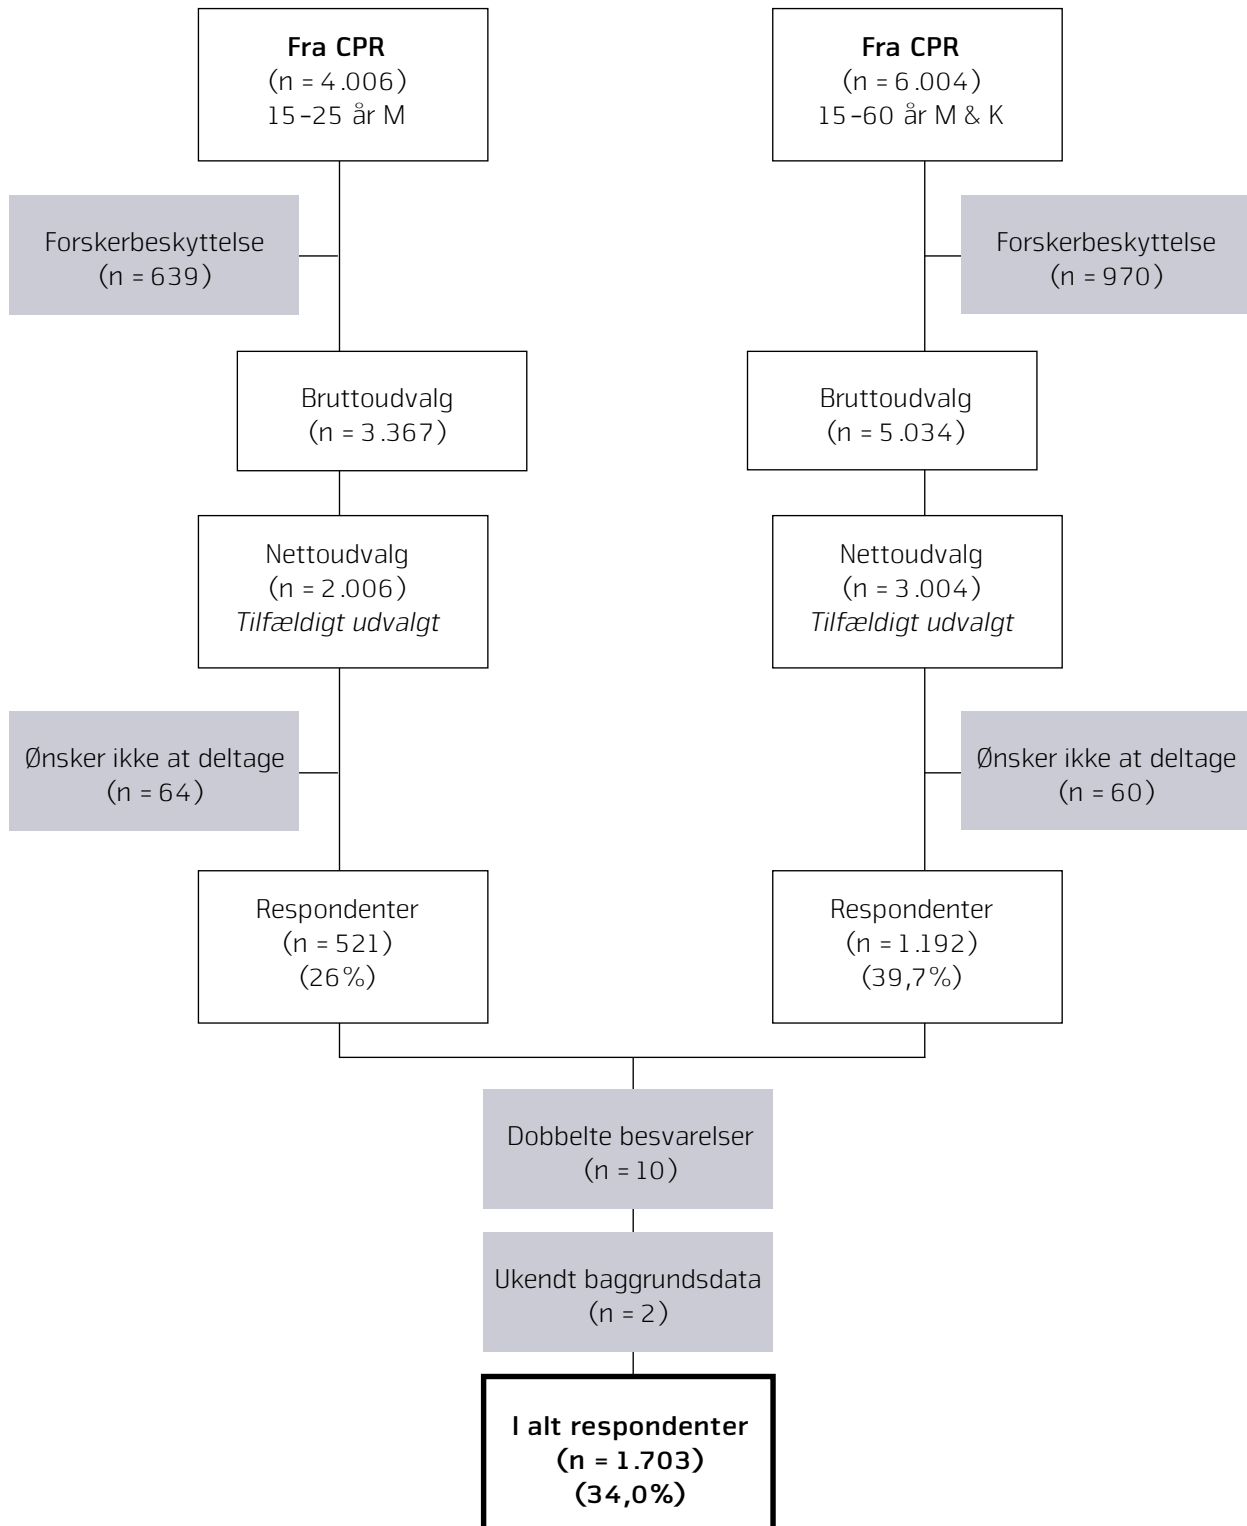 Fra CPR
(n = 4.006)
15-25 år M
Fra CPR
(n = 6.004)
15-60 år M & K
Forskerbeskyttelse
(n = 639)
Forskerbeskyttelse
(n = 970)
Bruttoudvalg
(n = 3.367)
Bruttoudvalg
(n = 5.034)
Nettoudvalg
(n = 2.006)
Tilfældigt udvalgt
Nettoudvalg
(n = 3.004)
Tilfældigt udvalgt
Ønsker ikke at deltage
(n = 64)
Ønsker ikke at deltage
(n = 60)
Respondenter
(n = 521)
(26%)
Respondenter
(n = 1.192)
(39,7%)
Dobbelte besvarelser
(n = 10)
Ukendt baggrundsdata
(n = 2)
I alt respondenter
(n = 1.703)
(34,0%)